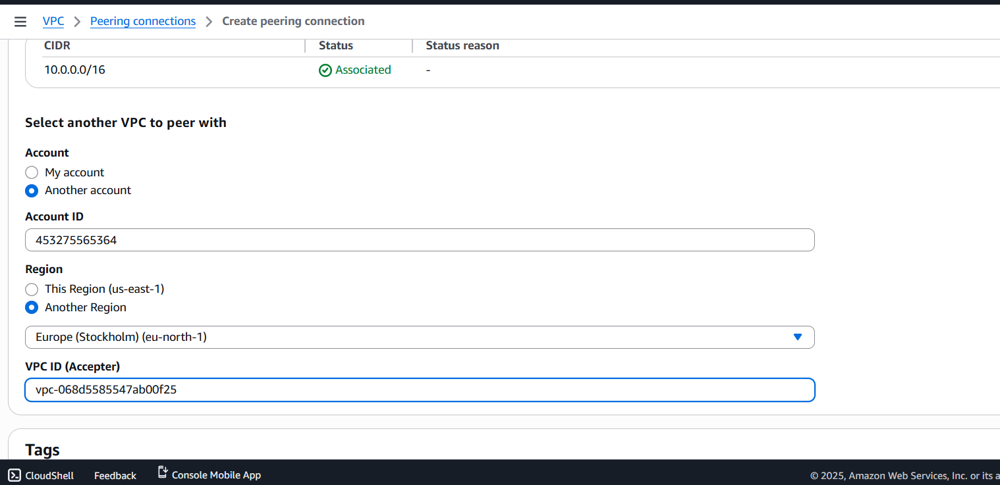 VPC > Peering connections > Create peering connection
CIDR Status Status reason
10.0.0.0/16 Associated -
Select another VPC to peer with
Account
My account
Another account
Account ID
453275565364
Region
This Region (us-east-1)
Another Region
Europe (Stockholm) (eu-north-1)
VPC ID (Accepter)
vpc-068d5585547ab00f25
Tags
CloudShell Feedback Console Mobile App © 2025, Amazon Web Services, Inc. or its a